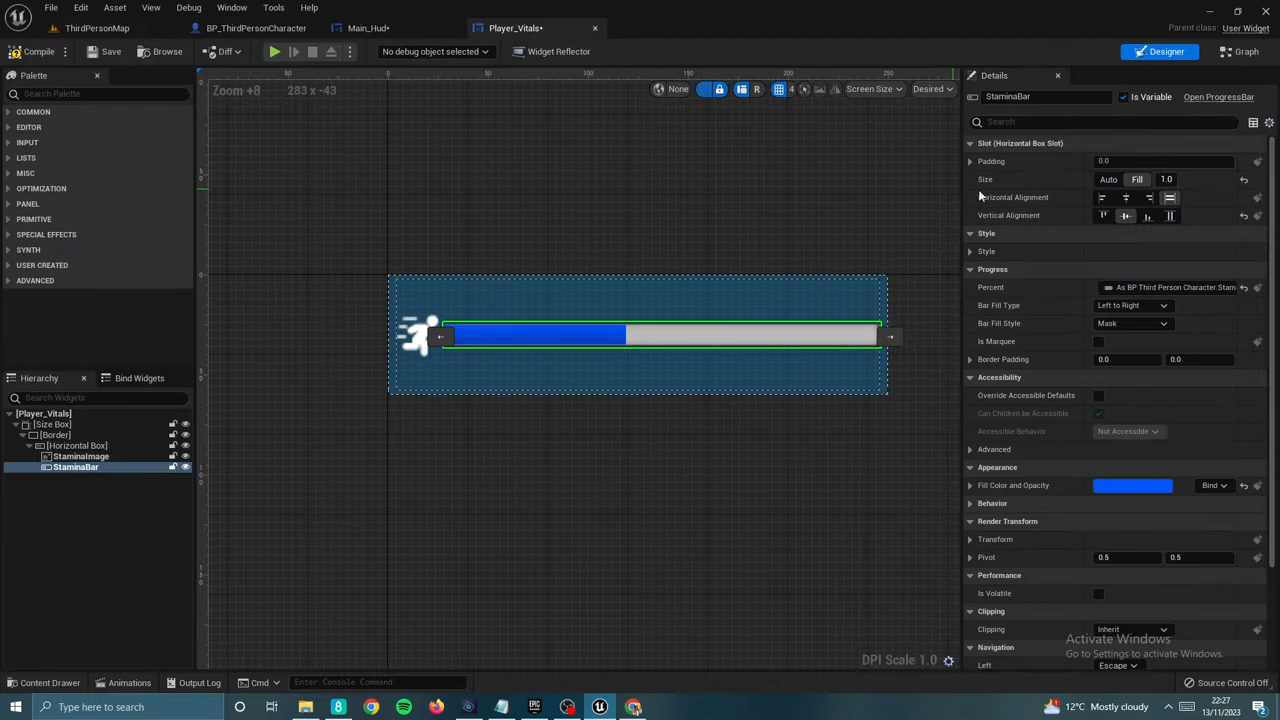 File Edit Asset View Debug Window Tools Help
ThirdPersonMap BP_ThirdPersonCharacter Main_Hud* Player_Vitals*
Parent class: User Widget
Compile Save Browse Diff No debug object selected Widget Reflector Designer Graph
Palette
Search Palette
COMMON
EDITOR
INPUT
LISTS
MISC
OPTIMIZATION
PANEL
PRIMITIVE
SPECIAL EFFECTS
SYNTH
USER CREATED
ADVANCED
Hierarchy Bind Widgets
Search Widgets
[Player_Vitals]
[Size Box]
[Border]
[Horizontal Box]
StaminaImage
StaminaBar
50 0 50 100 150 200 250
Zoom +8 283 x -43
None R 4 Screen Size Desired
DPI Scale 1.0
Details
StaminaBar Is Variable Open ProgressBar
Search
Slot (Horizontal Box Slot)
Padding 0.0
Size Auto Fill 1.0
Horizontal Alignment
Vertical Alignment
Style
Style
Progress
Percent As BP Third Person Character.Stam
Bar Fill Type Left to Right
Bar Fill Style Mask
Is Marquee
Border Padding 0.0 0.0
Accessibility
Override Accessible Defaults
Can Children be Accessible
Accessible Behavior Not Accessible
Advanced
Appearance
Fill Color and Opacity Bind
Behavior
Render Transform
Transform
Pivot 0.5 0.5
Performance
Is Volatile
Clipping
Clipping Inherit
Navigation
Left Escape
Activate Windows
Go to Settings to activate Windows.
Content Drawer Animations Output Log Cmd Enter Console Command Source Control Off
Type here to search
12°C Mostly cloudy
22:27
13/11/2023